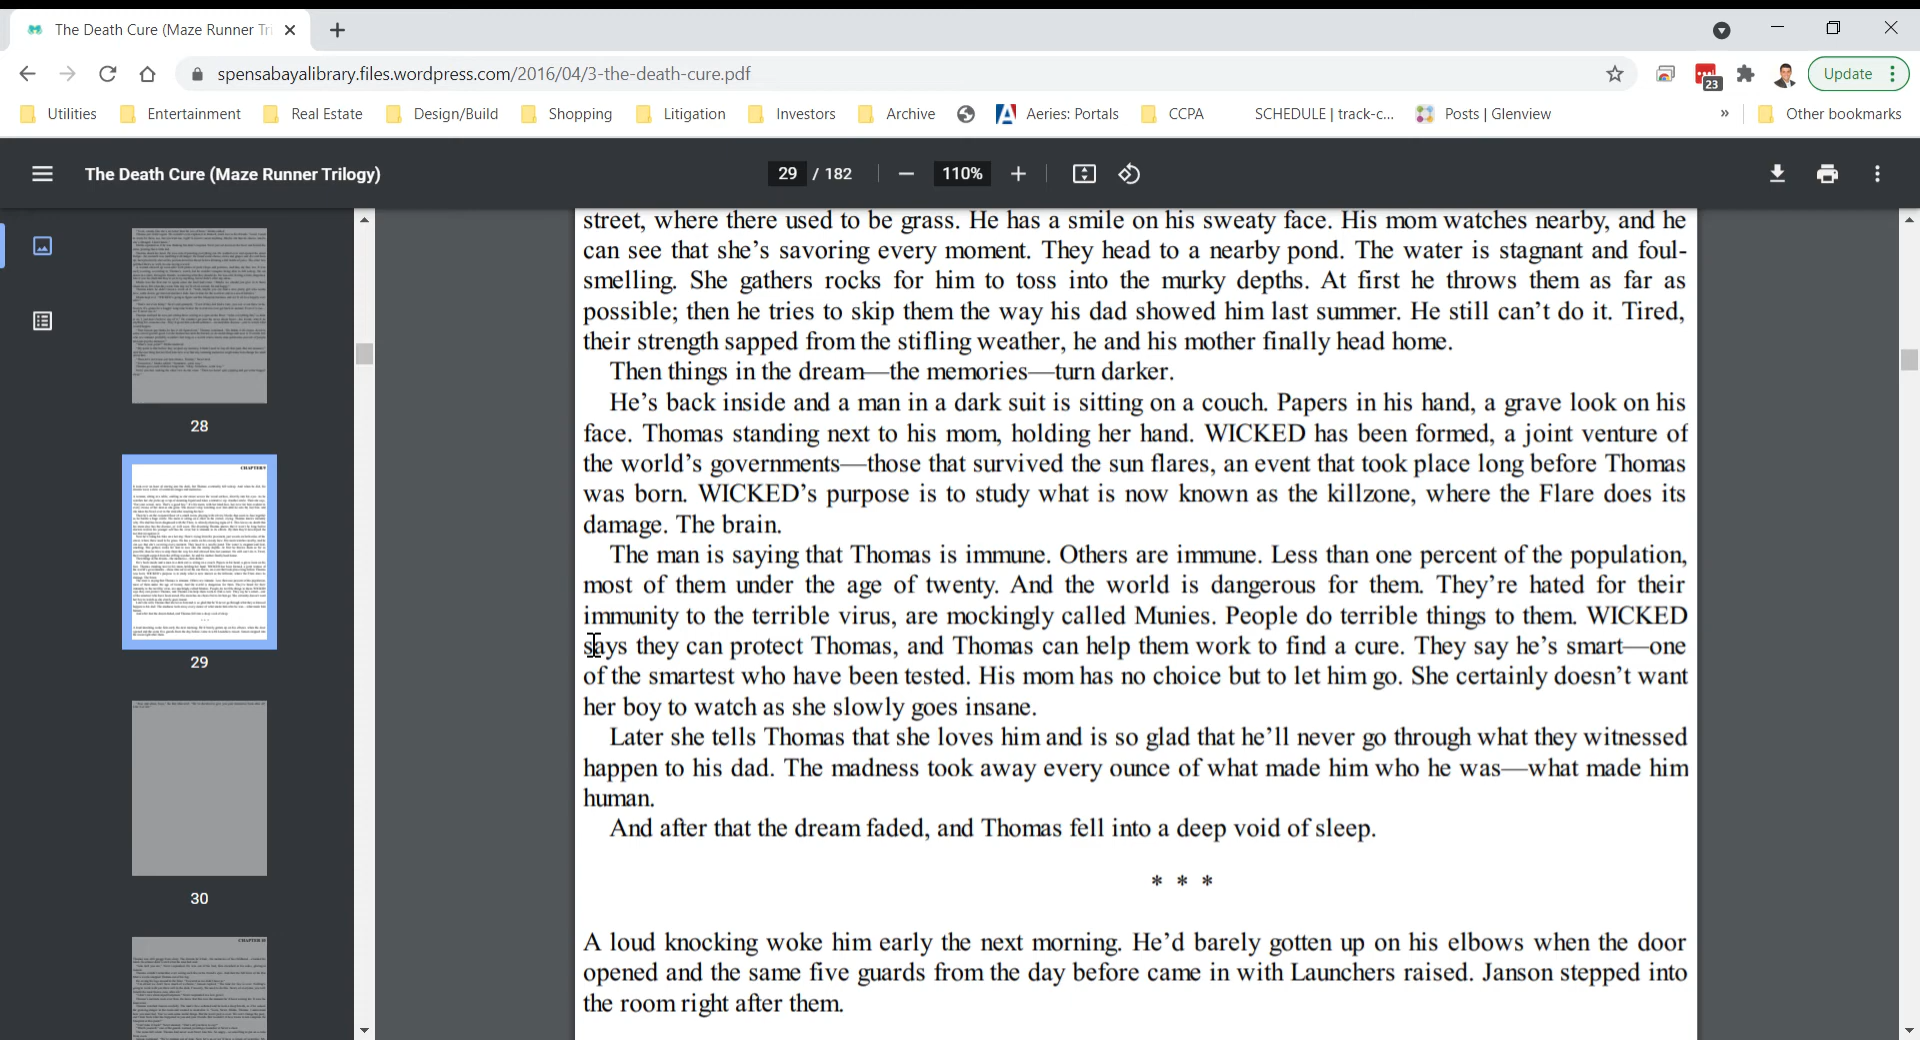 The Death Cure (Maze Runner Tri
spensabayalibrary.files.wordpress.com/2016/04/3-the-death-cure.pdf
23
Update
Utilities
Entertainment
Real Estate
Design/Build
Shopping
Litigation
Investors
Archive
Aeries: Portals
CCPA
SCHEDULE | track-c...
Posts | Glenview
»
Other bookmarks
The Death Cure (Maze Runner Trilogy)
29 / 182
110%
28
29
30
street, where there used to be grass. He has a smile on his sweaty face. His mom watches nearby, and he
can see that she’s savoring every moment. They head to a nearby pond. The water is stagnant and foul-
smelling. She gathers rocks for him to toss into the murky depths. At first he throws them as far as
possible; then he tries to skip them the way his dad showed him last summer. He still can’t do it. Tired,
their strength sapped from the stifling weather, he and his mother finally head home.
Then things in the dream—the memories—turn darker.
He’s back inside and a man in a dark suit is sitting on a couch. Papers in his hand, a grave look on his
face. Thomas standing next to his mom, holding her hand. WICKED has been formed, a joint venture of
the world’s governments—those that survived the sun flares, an event that took place long before Thomas
was born. WICKED’s purpose is to study what is now known as the killzone, where the Flare does its
damage. The brain.
The man is saying that Thomas is immune. Others are immune. Less than one percent of the population,
most of them under the age of twenty. And the world is dangerous for them. They’re hated for their
immunity to the terrible virus, are mockingly called Munies. People do terrible things to them. WICKED
says they can protect Thomas, and Thomas can help them work to find a cure. They say he’s smart—one
of the smartest who have been tested. His mom has no choice but to let him go. She certainly doesn’t want
her boy to watch as she slowly goes insane.
Later she tells Thomas that she loves him and is so glad that he’ll never go through what they witnessed
happen to his dad. The madness took away every ounce of what made him who he was—what made him
human.
And after that the dream faded, and Thomas fell into a deep void of sleep.
* * *
A loud knocking woke him early the next morning. He’d barely gotten up on his elbows when the door
opened and the same five guards from the day before came in with Launchers raised. Janson stepped into
the room right after them.